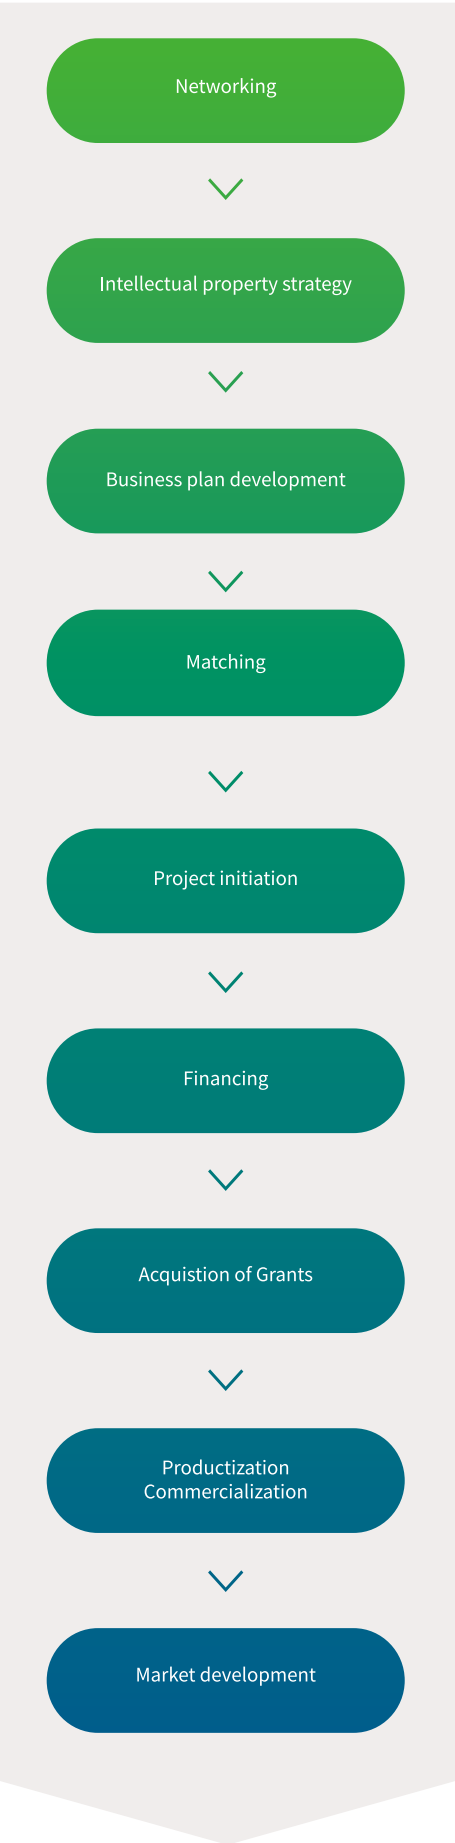 Networking
Intellectual property strategy
Business plan development
Matching
Project initiation
Financing
Acquistion of Grants
Productization
Commercialization
Market development